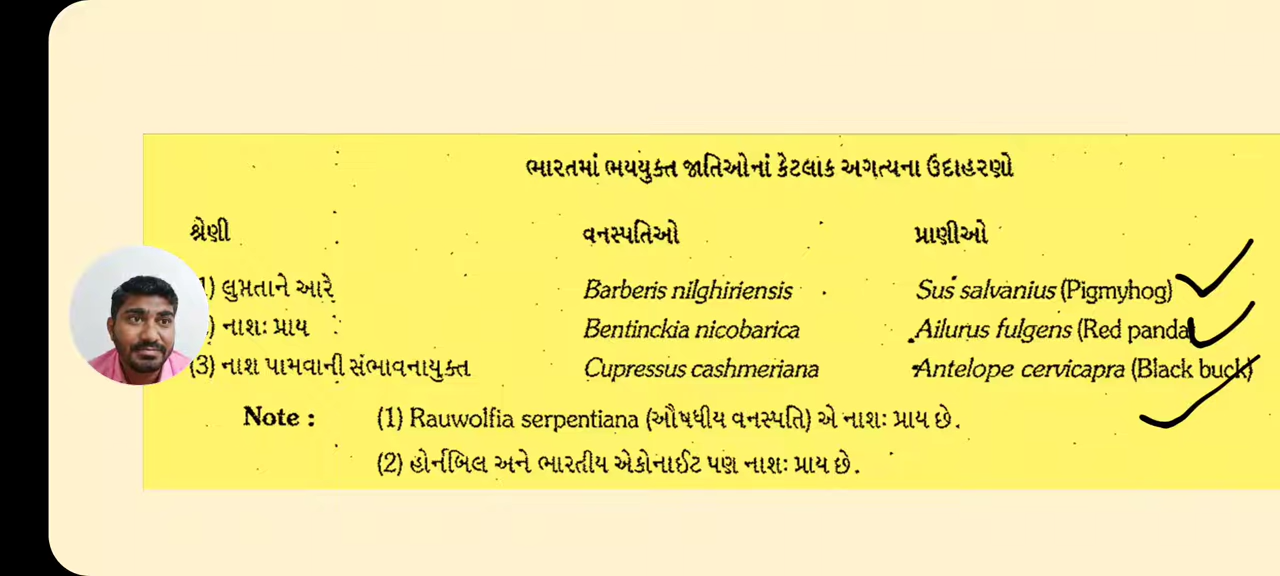 ભારતમાં ભયયુક્ત જાતિઓનાં કેટલાંક અગત્યના ઉદાહરણો
શ્રેણી વનસ્પતિઓ પ્રાણીઓ
1) લુપ્તતાને આરે Barberis nilghiriensis Sus salvanius (Pigmyhog)
) નાશઃ પ્રાય Bentinckia nicobarica Ailurus fulgens (Red panda
(3) નાશ પામવાની સંભાવનાયુક્ત Cupressus cashmeriana Antelope cervicapra (Black buck)
Note : (1) Rauwolfia serpentiana (ઔષધીય વનસ્પતિ) એ નાશઃ પ્રાય છે.
(2) હોર્નબિલ અને ભારતીય એકોનાઈટ પણ નાશઃ પ્રાય છે.